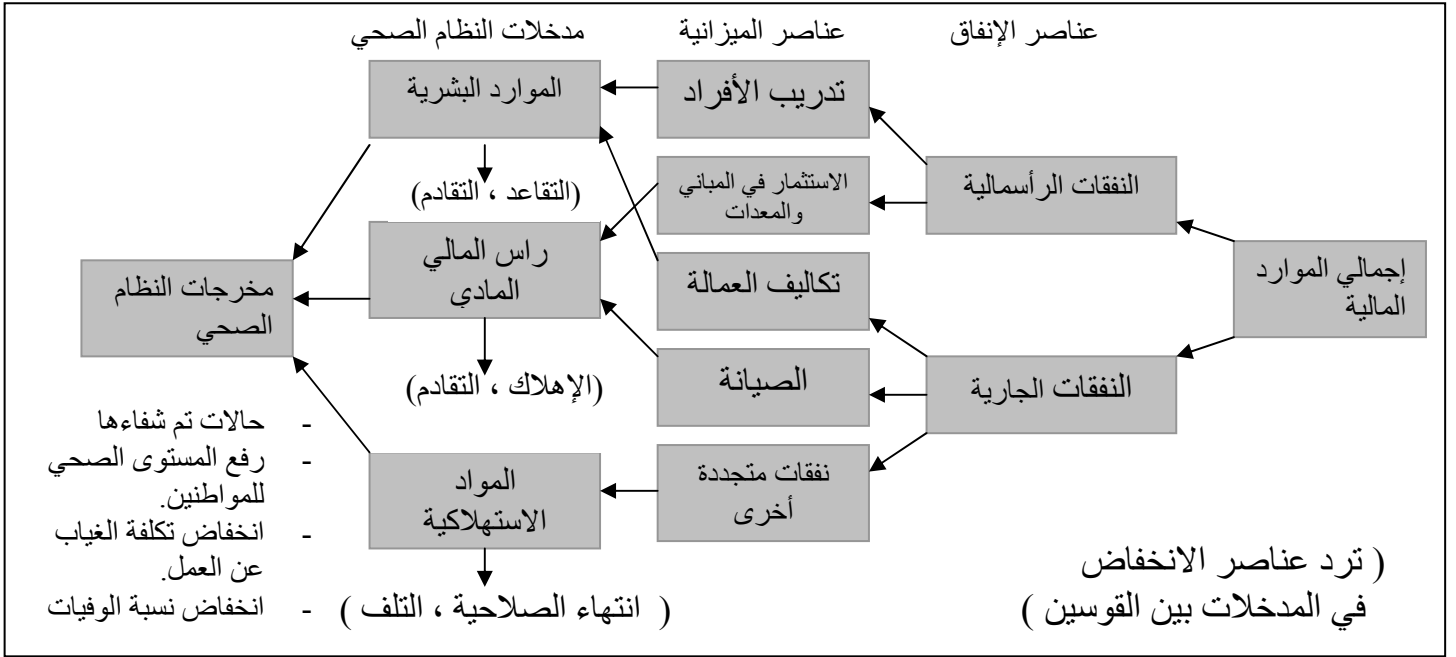 عناصر الإنفاق
عناصر الميزانية
مدخلات النظام الصحي
إجمالي الموارد
المالية
النفقات الرأسمالية
النفقات الجارية
تدريب الأفراد
الاستثمار في المباني
والمعدات
تكاليف العمالة
الصيانة
نفقات متجددة
أخرى
الموارد البشرية
(التقاعد ، التقادم)
راس المالي
المادي
(الإهلاك ، التقادم)
المواد
الاستهلاكية
( انتهاء الصلاحية ، التلف )
مخرجات النظام
الصحي
- حالات تم شفاءها
- رفع المستوى الصحي
للمواطنين.
- انخفاض تكلفة الغياب
عن العمل.
- انخفاض نسبة الوفيات
( ترد عناصر الانخفاض
في المدخلات بين القوسين )